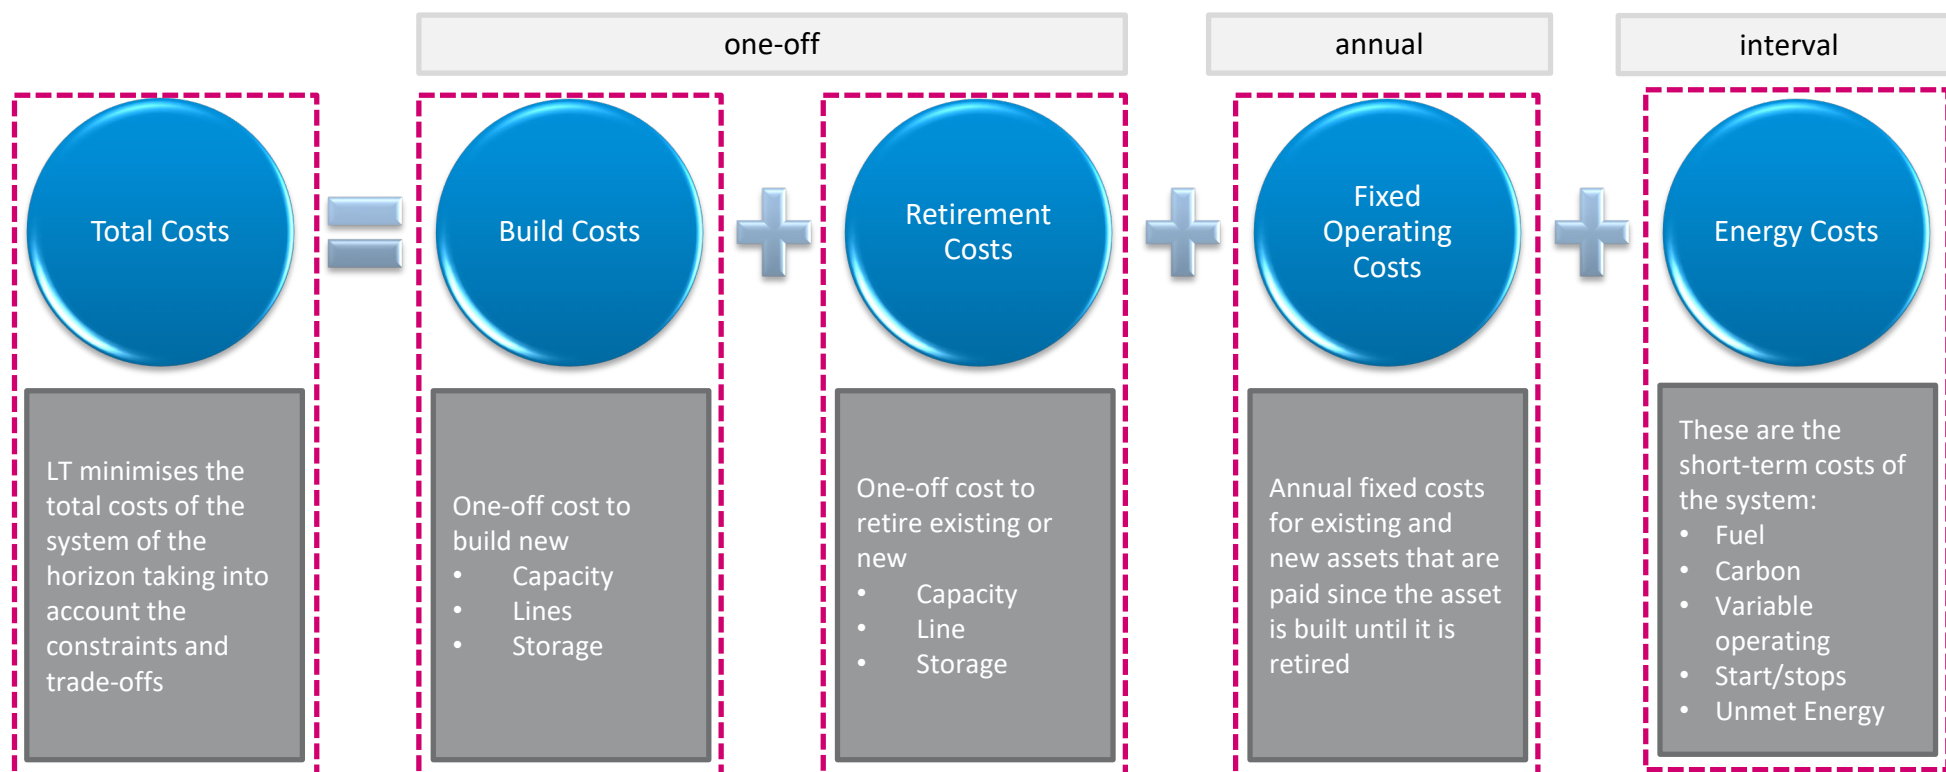 one-off
annual
interval
Total Costs
Build Costs
Retirement
Costs
Fixed
Operating
Costs
Energy Costs
LT minimises the
total costs of the
system of the
horizon taking into
account the
constraints and
trade-offs
One-off cost to
build new
• Capacity
• Lines
• Storage
One-off cost to
retire existing or
new
• Capacity
• Line
• Storage
Annual fixed costs
for existing and
new assets that are
paid since the asset
is built until it is
retired
These are the
short-term costs of
the system:
• Fuel
• Carbon
• Variable
operating
• Start/stops
• Unmet Energy